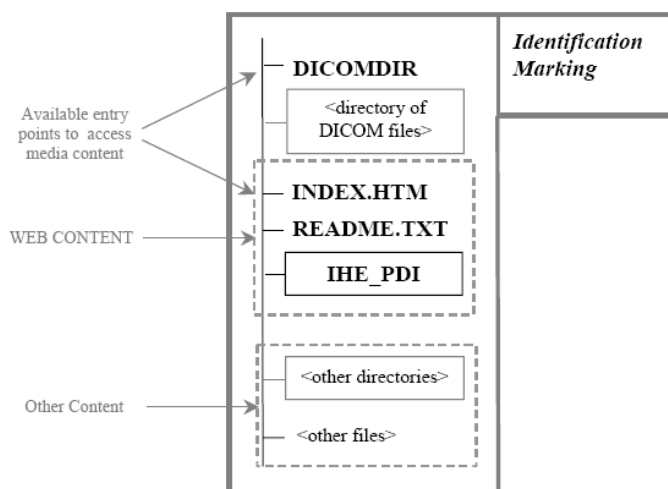 Identification
Marking
DICOMDIR
<directory of
DICOM files>
Available entry
points to  access
media content
INDEX.HTM
WEB CONTENT
README.TXT
IHE_PDI
<other directories>
Other Content
<other files>